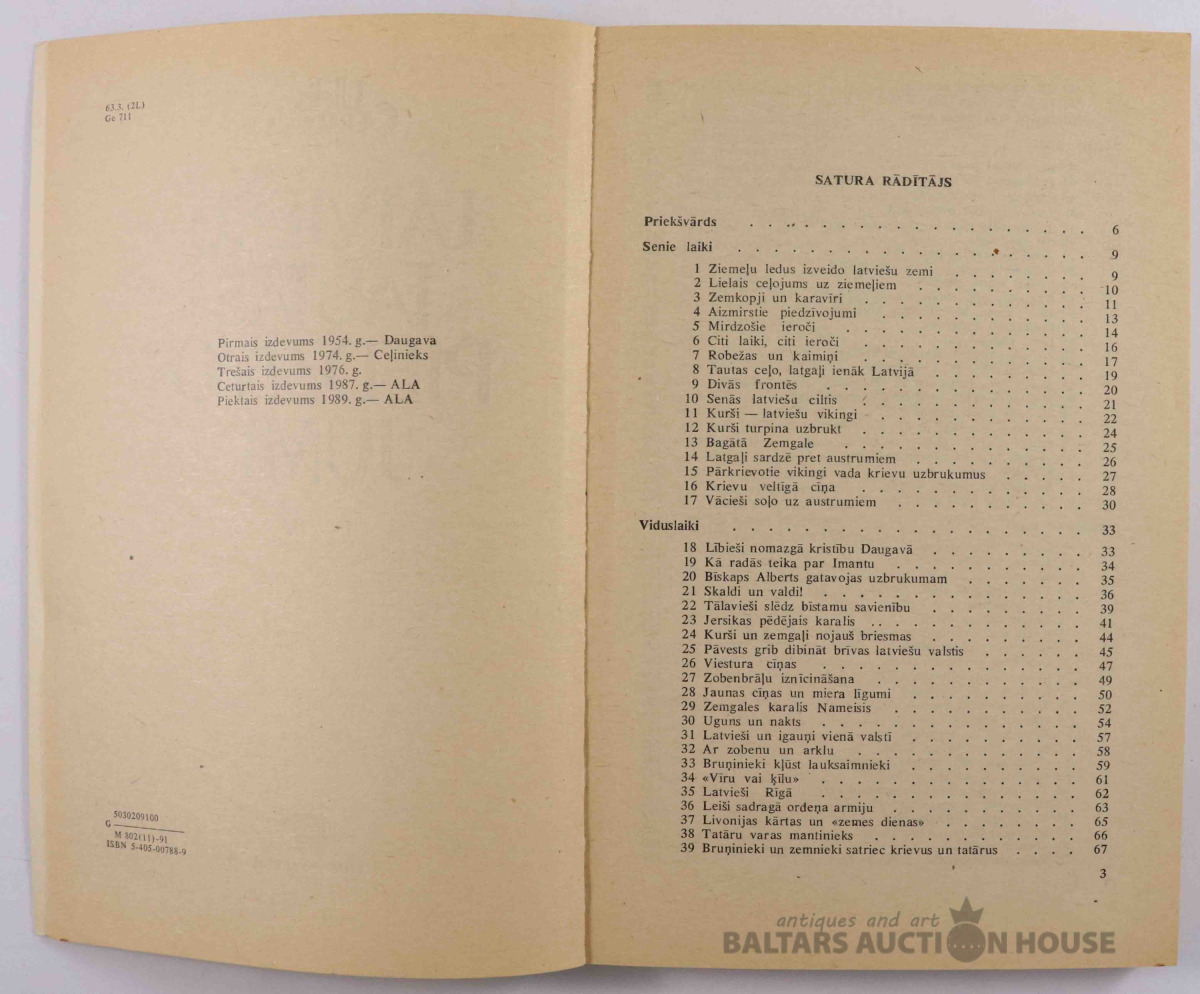 63.3. (2L)
Ge 711
Pirmais izdevums 1954. g.— Daugava
Otrais izdevums 1974. g.— Ceļinieks
Trešais izdevums 1976. g.
Ceturtais izdevums 1987. g.— ALA
Piektais izdevums 1989. g.— ALA
5030209100
G
M 802(11)-91
ISBN 5-405-00788-9
SATURA RĀDĪTĀJS
Priekšvārds . . . . . . . . . . . . . . . . . . 6
Senie laiki . . . . . . . . . . . . . . . . . . 9
1 Ziemeļu ledus izveido latviešu zemi . . . . . . . 9
2 Lielais ceļojums uz ziemeļiem . . . . . . . . . 10
3 Zemkopji un karavīri . . . . . . . . . . . . 11
4 Aizmirstie piedzīvojumi . . . . . . . . . . . 13
5 Mirdzošie ieroči . . . . . . . . . . . . . 14
6 Citi laiki, citi ieroči . . . . . . . . . . . . 16
7 Robežas un kaimiņi . . . . . . . . . . . . 17
8 Tautas ceļo, latgaļi ienāk Latvijā . . . . . . . . 19
9 Divās frontēs . . . . . . . . . . . . . . 20
10 Senās latviešu ciltis . . . . . . . . . . . . 21
11 Kurši — latviešu vikingi . . . . . . . . . . . 22
12 Kurši turpina uzbrukt . . . . . . . . . . . 24
13 Bagātā Zemgale . . . . . . . . . . . . . 25
14 Latgaļi sardzē pret austrumiem . . . . . . . . . 26
15 Pārkrievotie vikingi vada krievu uzbrukumus . . . . . 27
16 Krievu veltīgā cīņa . . . . . . . . . . . . 28
17 Vācieši soļo uz austrumiem . . . . . . . . . . 30
Viduslaiki . . . . . . . . . . . . . . . . . . 33
18 Lībieši nomazgā kristību Daugavā . . . . . . . . 33
19 Kā radās teika par Imantu . . . . . . . . . . 34
20 Bīskaps Alberts gatavojas uzbrukumam . . . . . . . 35
21 Skaldi un valdi! . . . . . . . . . . . . . 36
22 Tālavieši slēdz bīstamu savienību . . . . . . . . 39
23 Jersikas pēdējais karalis . . . . . . . . . . . 41
24 Kurši un zemgaļi nojauš briesmas . . . . . . . . 44
25 Pāvests grib dibināt brīvas latviešu valstis . . . . . . 45
26 Viestura cīņas . . . . . . . . . . . . . . 47
27 Zobenbrāļu iznīcināšana . . . . . . . . . . . 49
28 Jaunas cīņas un miera līgumi . . . . . . . . . 50
29 Zemgales karalis Nameisis . . . . . . . . . . 52
30 Uguns un nakts . . . . . . . . . . . . . 54
31 Latvieši un igauņi vienā valstī . . . . . . . . . 57
32 Ar zobenu un arklu . . . . . . . . . . . . 58
33 Bruņinieki kļūst lauksaimnieki . . . . . . . . . 59
34 «Vīru vai ķīlu» . . . . . . . . . . . . . 61
35 Latvieši Rīgā . . . . . . . . . . . . . . 62
36 Leiši sadragā ordeņa armiju . . . . . . . . . . 63
37 Livonijas kārtas un «zemes dienas» . . . . . . . . 65
38 Tatāru varas mantinieks . . . . . . . . . . . 66
39 Bruņinieki un zemnieki satriec krievus un tatārus . . . . 67
3
antiques and art
BALTARS AUCTION HOUSE